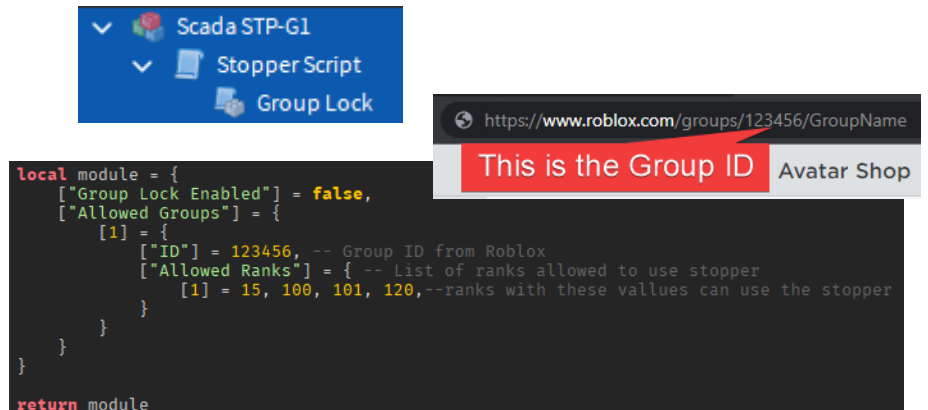 Scada STP-G1
Stopper Script
Group Lock
https://www.roblox.com/groups/123456/GroupName
This is the Group ID
Avatar Shop
local module = {
    ["Group Lock Enabled"] = false,
    ["Allowed Groups"] = {
        [1] = {
            ["ID"] = 123456, -- Group ID from Roblox
            ["Allowed Ranks"] = { -- List of ranks allowed to use stopper
                [1] = 15, 100, 101, 120,--ranks with these vallues can use the stopper
            }
        }
    }
}
return module